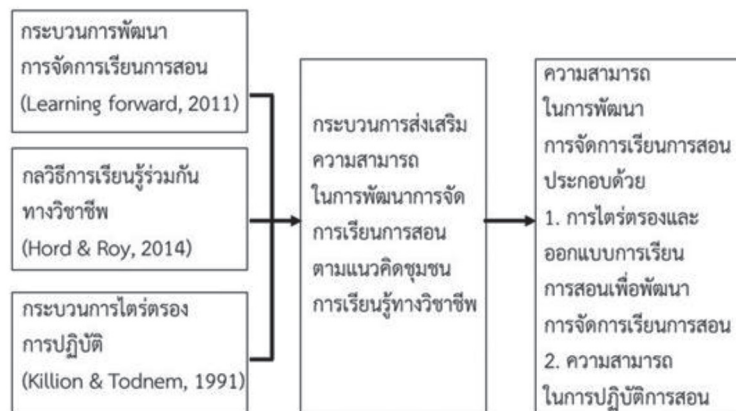 กระบวนการพัฒนา
การจัดการเรียนการสอน
(Learning forward, 2011)
กลวิธีการเรียนรู้ร่วมกัน
ทางวิชาชีพ
(Hord & Roy, 2014)
กระบวนการไตร่ตรอง
การปฏิบัติ
(Killion & Todnem, 1991)
กระบวนการส่งเสริม
ความสามารถ
ในการพัฒนาการจัด
การเรียนการสอน
ตามแนวคิดชุมชน
การเรียนรู้ทางวิชาชีพ
ความสามารถ
ในการพัฒนา
การจัดการเรียนการสอน
ประกอบด้วย
1. การไตร่ตรองและ
ออกแบบการเรียน
การสอนเพื่อพัฒนา
การจัดการเรียนการสอน
2. ความสามารถ
ในการปฏิบัติการสอน